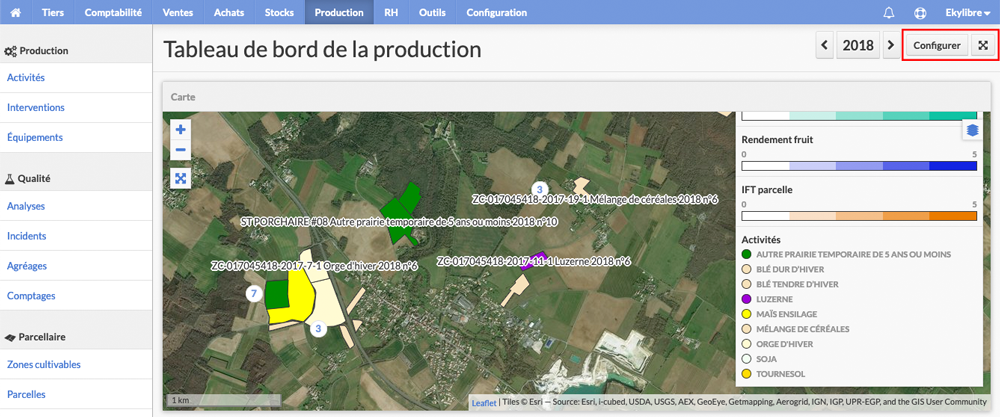 Tiers Comptabilité Ventes Achats Stocks Production RH Outils Configuration Ekylibre
Production
Activités
Interventions
Équipements
Qualité
Analyses
Incidents
Agréages
Comptages
Parcellaire
Zones cultivables
Parcelles
Tableau de bord de la production
2018
Configurer
Carte
+
−
3
ZC-017045418-2017-19-1 Mélange de céréales 2018 n°6
ST PORCHAIRE #08 Autre prairie temporaire de 5 ans ou moins 2018 n°10
ZC-017045418-2017-7-1 Orge d'hiver 2018 n°6
ZC-017045418-2017-11-1 Luzerne 2018 n°6
7
3
1 km
Rendement fruit
0 5
IFT parcelle
0 5
Activités
AUTRE PRAIRIE TEMPORAIRE DE 5 ANS OU MOINS
BLÉ DUR D'HIVER
BLÉ TENDRE D'HIVER
LUZERNE
MAÏS ENSILAGE
MÉLANGE DE CÉRÉALES
ORGE D'HIVER
SOJA
TOURNESOL
Leaflet | Tiles © Esri — Source: Esri, i-cubed, USDA, USGS, AEX, GeoEye, Getmapping, Aerogrid, IGN, IGP, UPR-EGP, and the GIS User Community